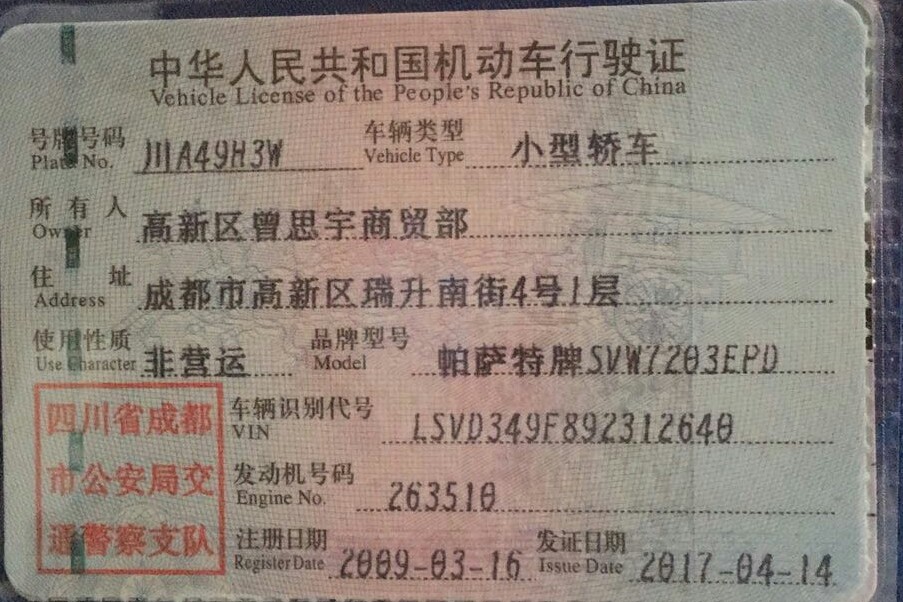 中华人民共和国机动车行驶证
Vehicle License of the People's Republic of China
号牌号码 川A49H3W 车辆类型 小型轿车
Plate No. Vehicle Type
所有人 高新区曾思宇商贸部
Owner
住址 成都市高新区瑞升南街4号1层
Address
使用性质 非营运 品牌型号 帕萨特牌SVW7203EPD
Use Character Model
车辆识别代号 LSVD349F892312640
VIN
发动机号码 263510
Engine No.
注册日期 2009-03-16 发证日期 2017-04-14
Register Date Issue Date
四川省成都
市公安局交
通警察支队